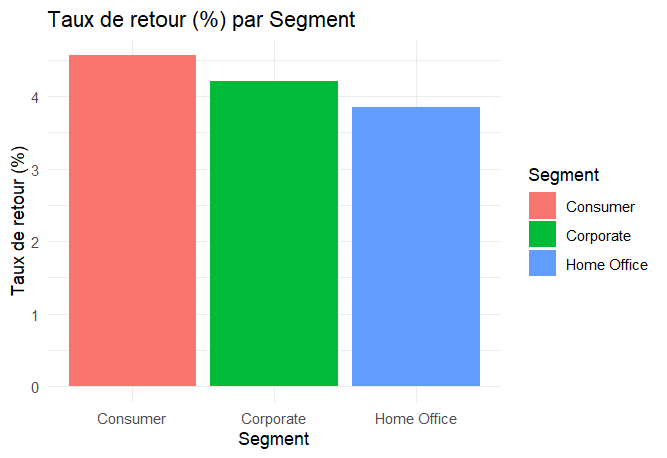 Taux de retour (%) par Segment
Taux de retour (%)
4
3
2
1
0
Consumer
Corporate
Home Office
Segment
Segment
Consumer
Corporate
Home Office